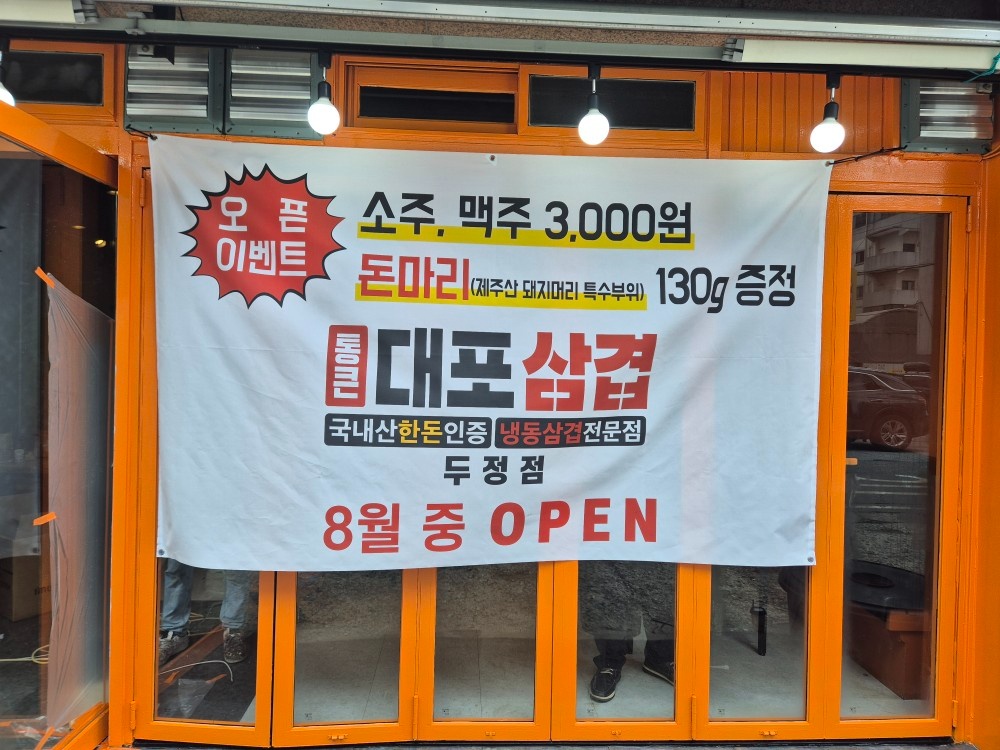 오 픈
이벤트
소주, 맥주 3,000원
돈마리(제주산 돼지머리 특수부위) 130g 증정
통큰 대포삼겹
국내산한돈인증 냉동삼겹전문점
두정점
8월 중 OPEN